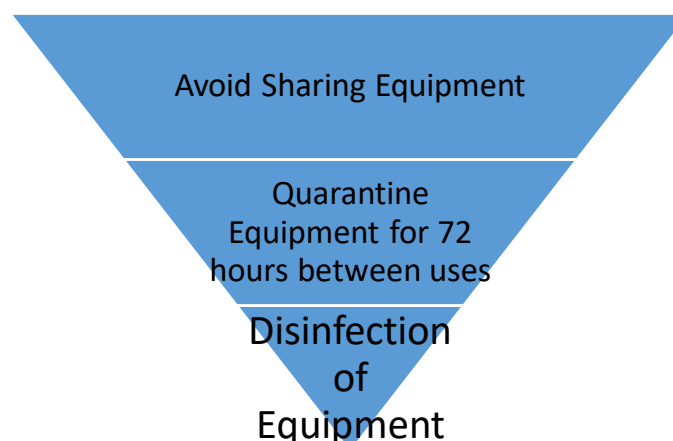 Avoid Sharing Equipment
Quarantine
Equipment for 72
hours between uses
Disinfection
of
Equipment